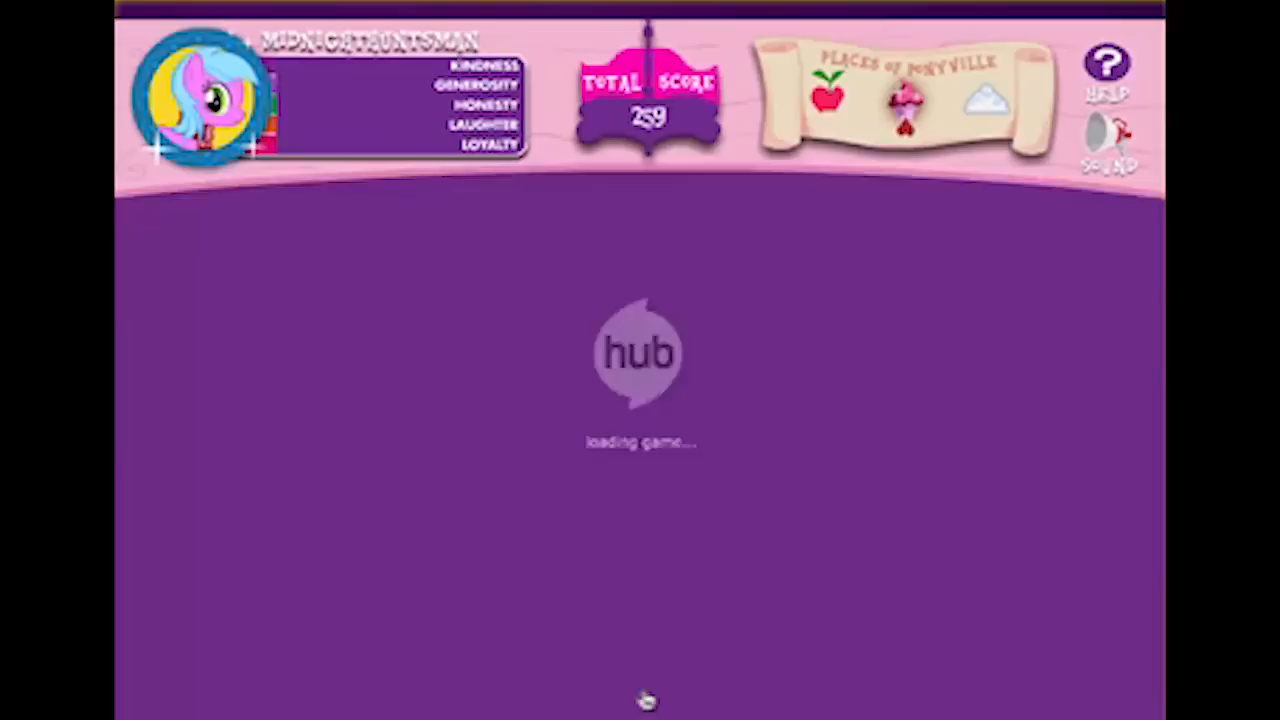 MIDNIGHTHUNTSMAN
KINDNESS
GENEROSITY
HONESTY
LAUGHTER
LOYALTY
TOTAL SCORE
259
PLACES OF PONYVILLE
HELP
SOUND
hub
loading game...